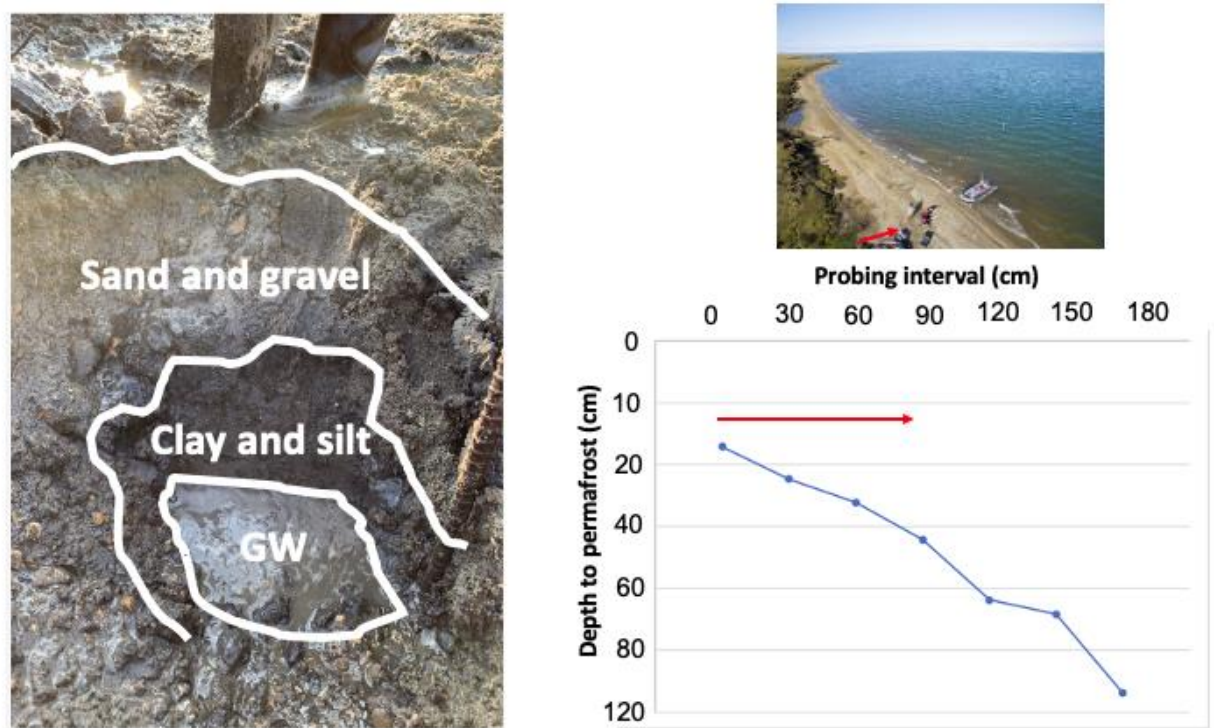 Sand and gravel
Clay and silt
GW
Probing interval (cm)
0 30 60 90 120 150 180
Depth to permafrost (cm)
0
10
20
40
60
80
120